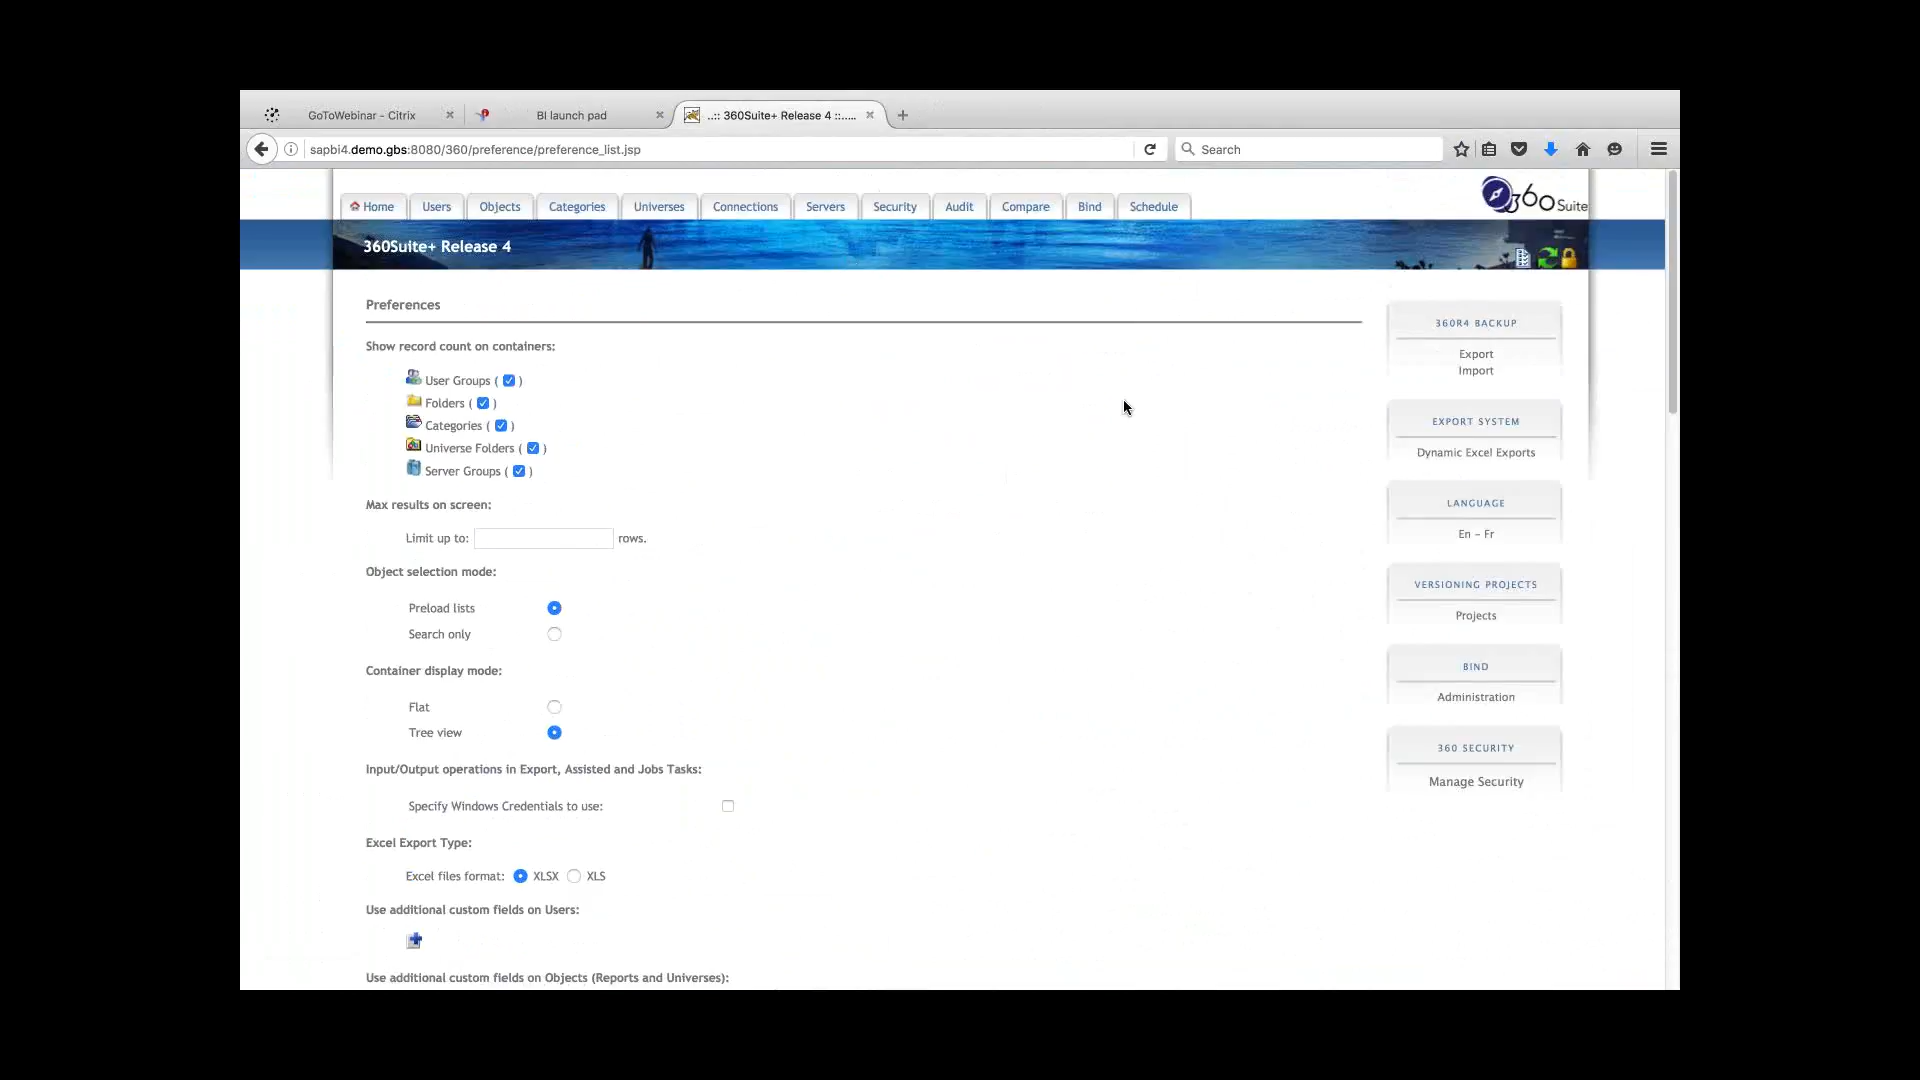 GoToWebinar - Citrix
BI launch pad
..:: 360Suite+ Release 4 ::.....
sapbi4.demo.gbs:8080/360/preference/preference_list.jsp
Search
Home
Users
Objects
Categories
Universes
Connections
Servers
Security
Audit
Compare
Bind
Schedule
360Suite
360Suite+ Release 4
Preferences
Show record count on containers:
User Groups ( )
Folders ( )
Categories ( )
Universe Folders ( )
Server Groups ( )
Max results on screen:
Limit up to: rows.
Object selection mode:
Preload lists
Search only
Container display mode:
Flat
Tree view
Input/Output operations in Export, Assisted and Jobs Tasks:
Specify Windows Credentials to use:
Excel Export Type:
Excel files format: XLSX XLS
Use additional custom fields on Users:
Use additional custom fields on Objects (Reports and Universes):
360R4 BACKUP
Export
Import
EXPORT SYSTEM
Dynamic Excel Exports
LANGUAGE
En – Fr
VERSIONING PROJECTS
Projects
BIND
Administration
360 SECURITY
Manage Security